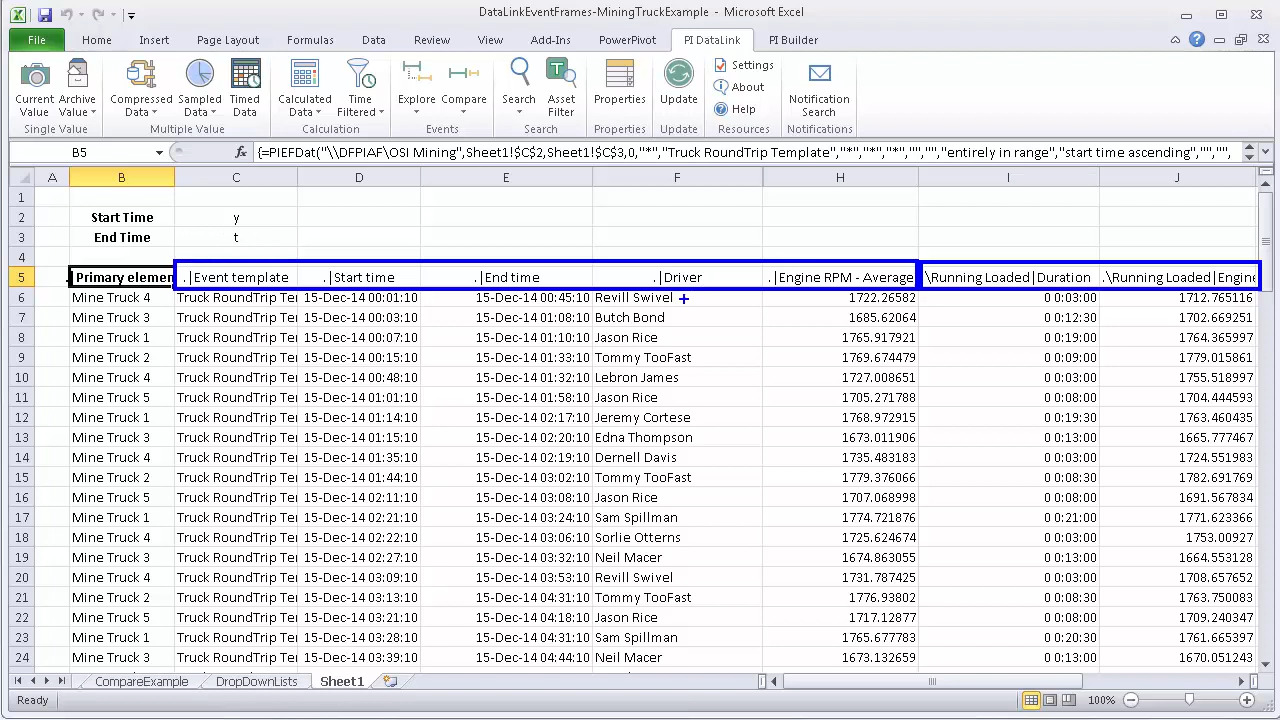 DataLinkEventFrames-MiningTruckExample - Microsoft Excel
File Home Insert Page Layout Formulas Data Review View Add-Ins PowerPivot PI DataLink PI Builder
Current Value Archive Value Compressed Data Sampled Data Timed Data Calculated Data Time Filtered Explore Compare Search Asset Filter Properties Update Settings About Help Notification Search
Single Value Multiple Value Calculation Events Search Properties Update Resources Notifications
B5 fx {=PIEFDat("\\DFPIAF\OSI Mining",Sheet1!$C$2,Sheet1!$C$3,0,"*","Truck RoundTrip Template","*","","*","","","entirely in range","start time ascending","","",
A B C D E F G H I J
1
2 Start Time y
3 End Time t
4
5 Primary elemen .|Event template .|Start time .|End time .|Driver .|Engine RPM - Average \Running Loaded|Duration .\Running Loaded|Engine
6 Mine Truck 4 Truck RoundTrip Ter 15-Dec-14 00:01:10 15-Dec-14 00:45:10 Revill Swivel 1722.26582 0 0:03:00 1712.765116
7 Mine Truck 3 Truck RoundTrip Ter 15-Dec-14 00:03:10 15-Dec-14 01:08:10 Butch Bond 1685.62064 0 0:12:30 1702.669251
8 Mine Truck 1 Truck RoundTrip Ter 15-Dec-14 00:07:10 15-Dec-14 01:10:10 Jason Rice 1765.917921 0 0:19:00 1764.365997
9 Mine Truck 2 Truck RoundTrip Ter 15-Dec-14 00:15:10 15-Dec-14 01:33:10 Tommy TooFast 1769.674479 0 0:09:00 1779.015861
10 Mine Truck 4 Truck RoundTrip Ter 15-Dec-14 00:48:10 15-Dec-14 01:32:10 Lebron James 1727.008651 0 0:03:00 1755.518997
11 Mine Truck 5 Truck RoundTrip Ter 15-Dec-14 01:01:10 15-Dec-14 01:58:10 Jason Rice 1705.271788 0 0:08:00 1704.444593
12 Mine Truck 1 Truck RoundTrip Ter 15-Dec-14 01:14:10 15-Dec-14 02:17:10 Jeremy Cortese 1768.972915 0 0:19:30 1763.460435
13 Mine Truck 3 Truck RoundTrip Ter 15-Dec-14 01:15:10 15-Dec-14 02:20:10 Edna Thompson 1673.011906 0 0:13:00 1665.777467
14 Mine Truck 4 Truck RoundTrip Ter 15-Dec-14 01:35:10 15-Dec-14 02:19:10 Dernell Davis 1735.483183 0 0:03:00 1724.551983
15 Mine Truck 2 Truck RoundTrip Ter 15-Dec-14 01:44:10 15-Dec-14 03:02:10 Tommy TooFast 1779.376066 0 0:08:30 1782.691769
16 Mine Truck 5 Truck RoundTrip Ter 15-Dec-14 02:11:10 15-Dec-14 03:08:10 Jason Rice 1707.068998 0 0:08:00 1691.567834
17 Mine Truck 1 Truck RoundTrip Ter 15-Dec-14 02:21:10 15-Dec-14 03:24:10 Sam Spillman 1774.721876 0 0:21:00 1771.623366
18 Mine Truck 4 Truck RoundTrip Ter 15-Dec-14 02:22:10 15-Dec-14 03:06:10 Sorlie Otterns 1725.624674 0 0:03:00 1753.00927
19 Mine Truck 3 Truck RoundTrip Ter 15-Dec-14 02:27:10 15-Dec-14 03:32:10 Neil Macer 1674.863055 0 0:13:00 1664.553128
20 Mine Truck 4 Truck RoundTrip Ter 15-Dec-14 03:09:10 15-Dec-14 03:53:10 Revill Swivel 1731.787425 0 0:03:00 1708.657652
21 Mine Truck 2 Truck RoundTrip Ter 15-Dec-14 03:13:10 15-Dec-14 04:31:10 Tommy TooFast 1776.93802 0 0:08:30 1763.750083
22 Mine Truck 5 Truck RoundTrip Ter 15-Dec-14 03:21:10 15-Dec-14 04:18:10 Jason Rice 1717.12877 0 0:08:00 1709.240347
23 Mine Truck 1 Truck RoundTrip Ter 15-Dec-14 03:28:10 15-Dec-14 04:31:10 Sam Spillman 1765.677783 0 0:20:30 1761.665397
24 Mine Truck 3 Truck RoundTrip Ter 15-Dec-14 03:39:10 15-Dec-14 04:44:10 Neil Macer 1673.132659 0 0:13:00 1670.051243
CompareExample DropDownLists Sheet1
Ready 100%